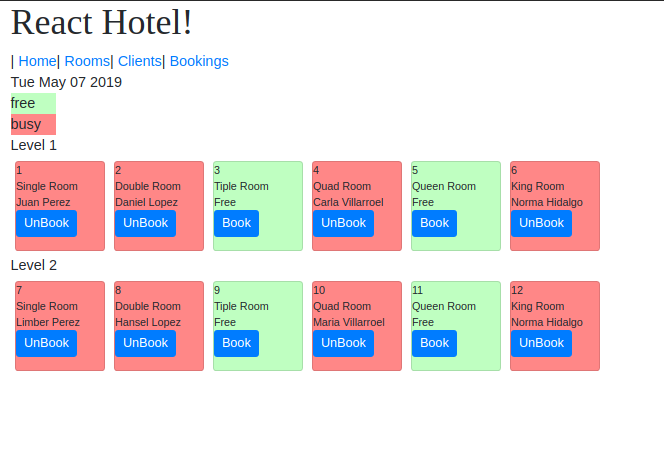 React Hotel!
| Home| Rooms| Clients| Bookings
Tue May 07 2019
free
busy
Level 1
1
Single Room
Juan Perez
UnBook
2
Double Room
Daniel Lopez
UnBook
3
Tiple Room
Free
Book
4
Quad Room
Carla Villarroel
UnBook
5
Queen Room
Free
Book
6
King Room
Norma Hidalgo
UnBook
Level 2
7
Single Room
Limber Perez
UnBook
8
Double Room
Hansel Lopez
UnBook
9
Tiple Room
Free
Book
10
Quad Room
Maria Villarroel
UnBook
11
Queen Room
Free
Book
12
King Room
Norma Hidalgo
UnBook